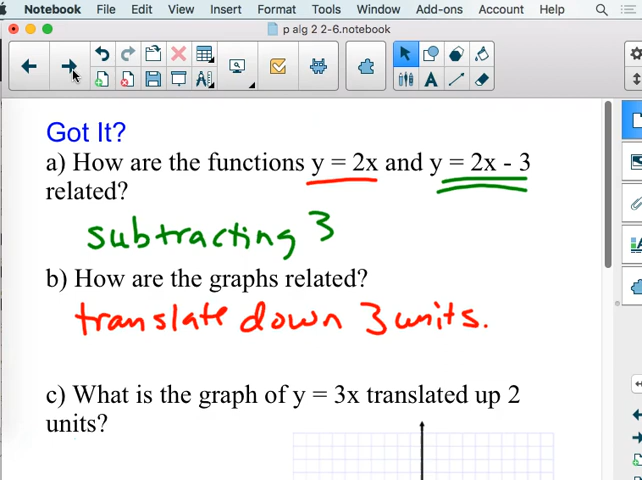 Notebook File Edit View Insert Format Tools Window Add-ons Account Help
p alg 2 2-6.notebook
Got It?
a) How are the functions y = 2x and y = 2x - 3
related?
subtracting 3
b) How are the graphs related?
translate down 3 units.
c) What is the graph of y = 3x translated up 2
units?